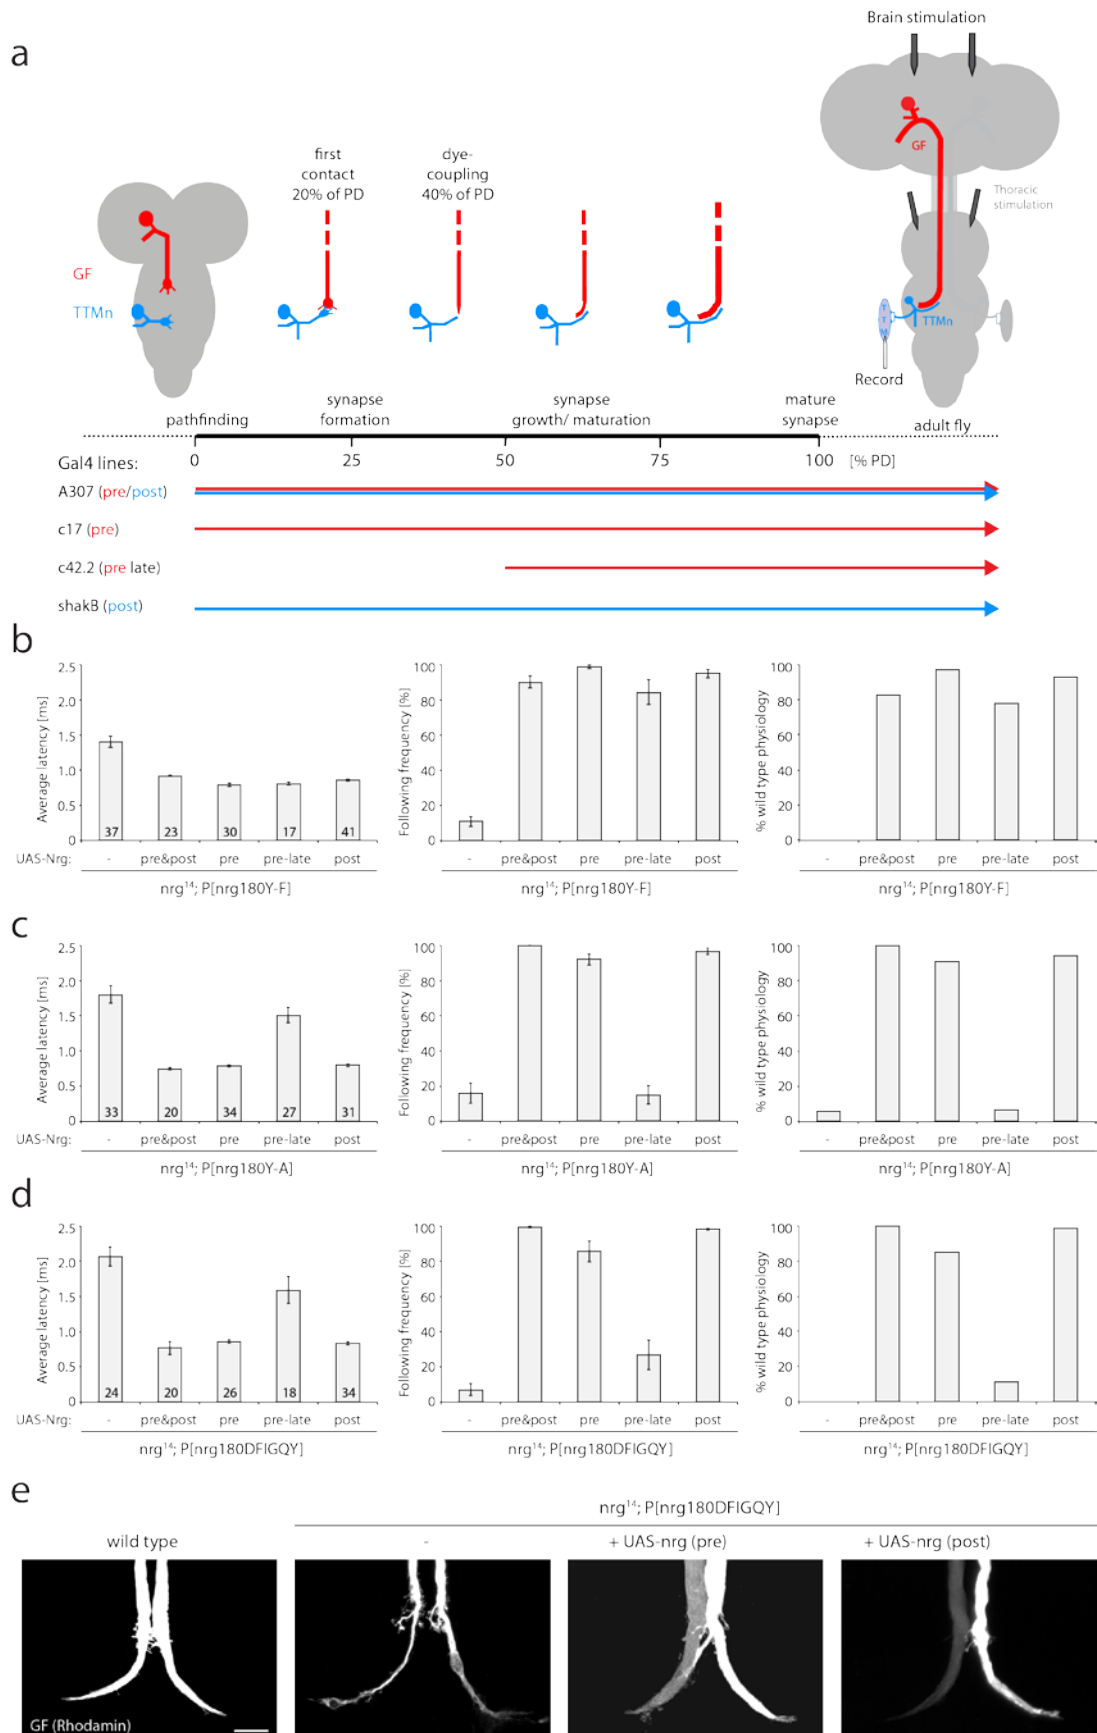 a
Brain stimulation
first
contact
20% of PD
dye-
coupling
40% of PD
GF
Thoracic
stimulation
GF
TTMn
T
T
M
TTMn
Record
pathfinding
synapse
formation
synapse
growth/ maturation
mature
synapse
adult fly
Gal4 lines:
0 25 50 75 100 [% PD]
A307 (pre/post)
c17 (pre)
c42.2 (pre late)
shakB (post)
b
Average latency [ms]
2.5
2.0
1.5
1.0
0.5
0
37 23 30 17 41
UAS-Nrg: - pre&post pre pre-late post
nrg¹⁴; P[nrg180Y-F]
Following frequency [%]
100
80
60
40
20
0
- pre&post pre pre-late post
nrg¹⁴; P[nrg180Y-F]
% wild type physiology
100
80
60
40
20
0
- pre&post pre pre-late post
nrg¹⁴; P[nrg180Y-F]
c
Average latency [ms]
2.5
2.0
1.5
1.0
0.5
0
33 20 34 27 31
UAS-Nrg: - pre&post pre pre-late post
nrg¹⁴; P[nrg180Y-A]
Following frequency [%]
100
80
60
40
20
0
- pre&post pre pre-late post
nrg¹⁴; P[nrg180Y-A]
% wild type physiology
100
80
60
40
20
0
- pre&post pre pre-late post
nrg¹⁴; P[nrg180Y-A]
d
Average latency [ms]
2.5
2.0
1.5
1.0
0.5
0
24 20 26 18 34
UAS-Nrg: - pre&post pre pre-late post
nrg¹⁴; P[nrg180DFIGQY]
Following frequency [%]
100
80
60
40
20
0
- pre&post pre pre-late post
nrg¹⁴; P[nrg180DFIGQY]
% wild type physiology
100
80
60
40
20
0
- pre&post pre pre-late post
nrg¹⁴; P[nrg180DFIGQY]
e
nrg¹⁴; P[nrg180DFIGQY]
wild type - + UAS-nrg (pre) + UAS-nrg (post)
GF (Rhodamin)